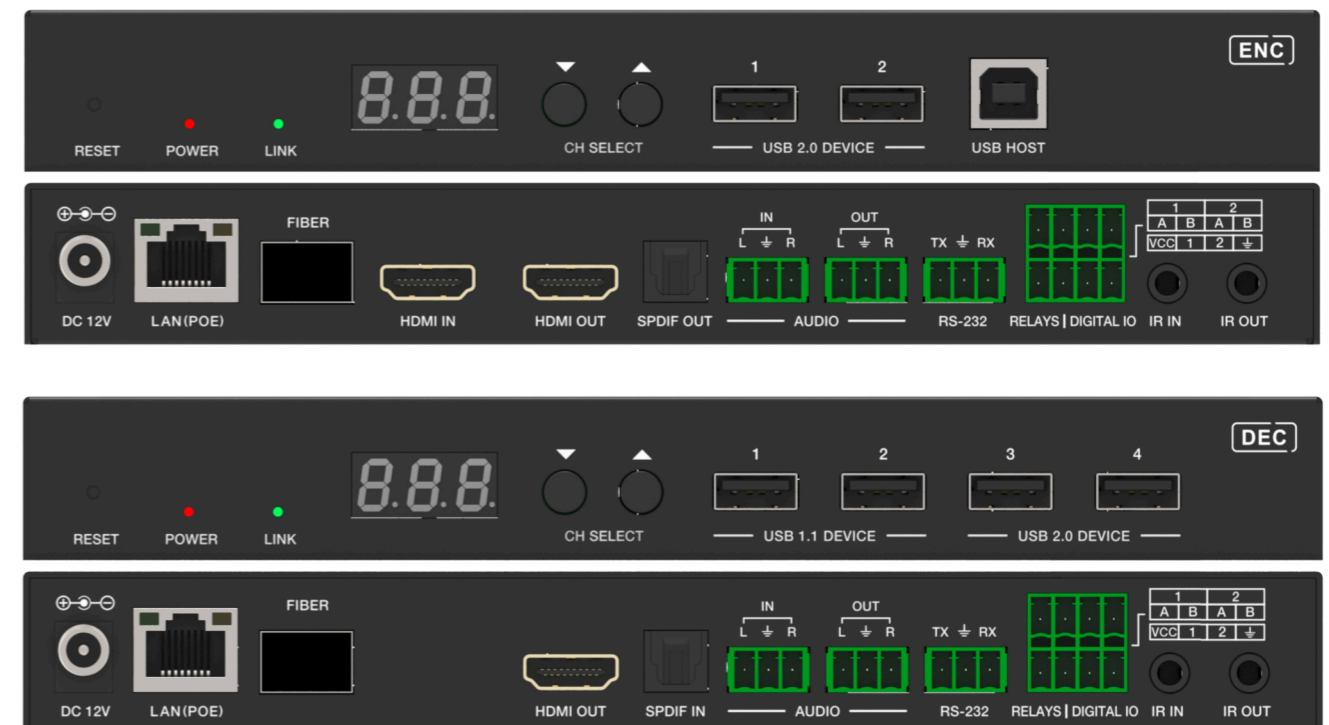 ENC
1 2
8.8.8.
RESET POWER LINK CH SELECT USB 2.0 DEVICE USB HOST
FIBER IN OUT 1 2
L R L R TX RX A B A B
VCC 1 2
DC 12V LAN(POE) HDMI IN HDMI OUT SPDIF OUT AUDIO RS-232 RELAYS | DIGITAL IO IR IN IR OUT
DEC
1 2 3 4
8.8.8.
RESET POWER LINK CH SELECT USB 1.1 DEVICE USB 2.0 DEVICE
FIBER IN OUT 1 2
L R L R TX RX A B A B
VCC 1 2
DC 12V LAN(POE) HDMI OUT SPDIF IN AUDIO RS-232 RELAYS | DIGITAL IO IR IN IR OUT